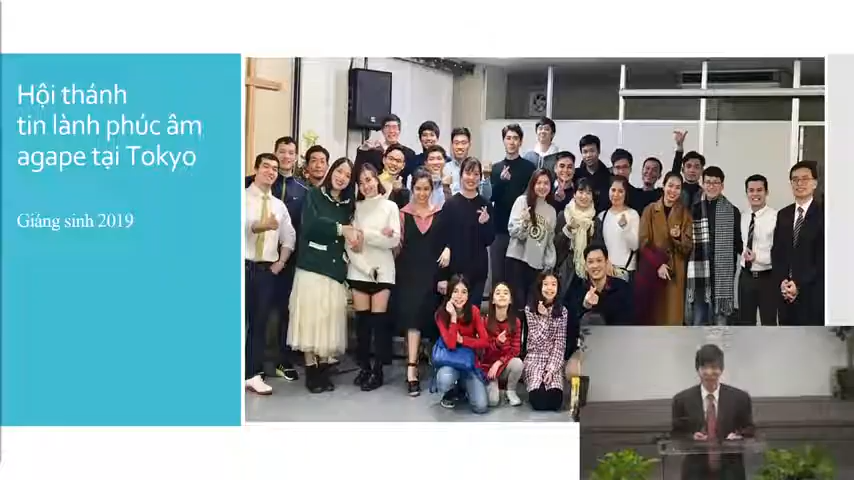 Hội thánh
tin lành phúc âm
agape tại Tokyo
Giáng sinh 2019